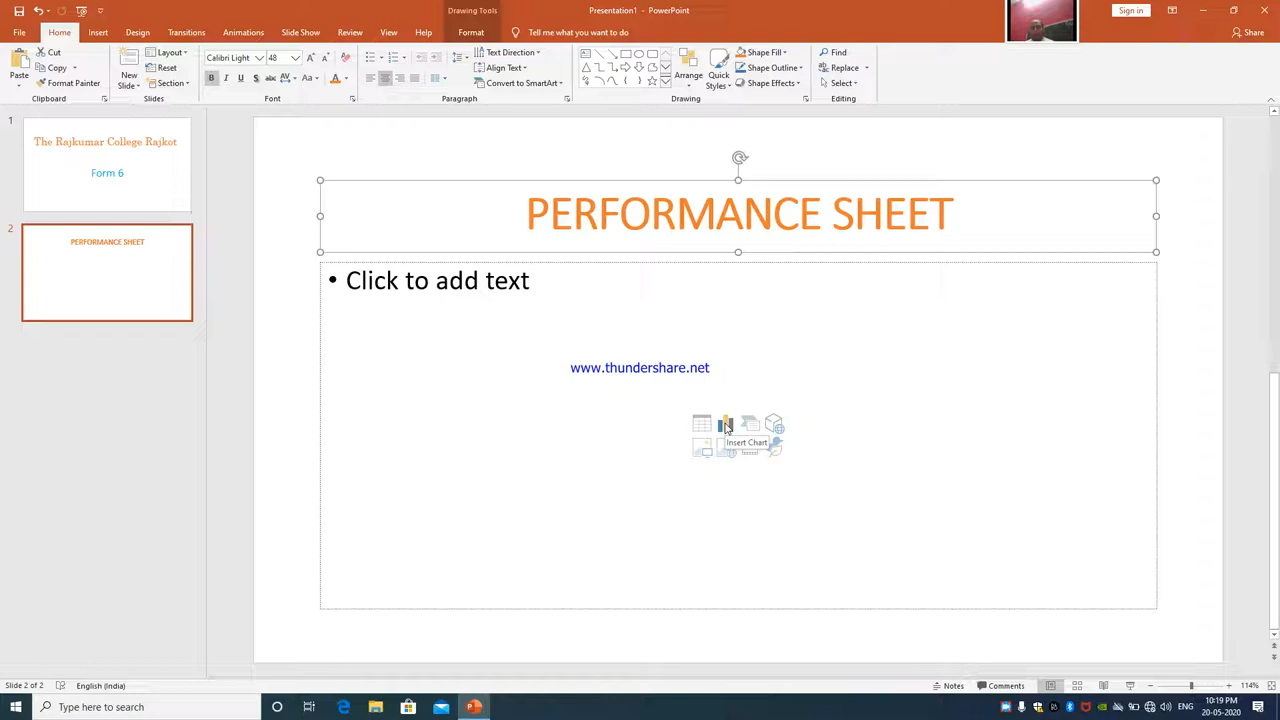 Drawing Tools
Presentation1 - PowerPoint
Sign in
File Home Insert Design Transitions Animations Slide Show Review View Help Format Tell me what you want to do Share
Paste
Cut
Copy
Format Painter
Clipboard
New Slide
Layout
Reset
Section
Slides
Calibri Light 48
Font
Text Direction
Align Text
Convert to SmartArt
Paragraph
Arrange
Quick Styles
Shape Fill
Shape Outline
Shape Effects
Drawing
Find
Replace
Select
Editing
1
The Rajkumar College Rajkot
Form 6
2
PERFORMANCE SHEET
PERFORMANCE SHEET
• Click to add text
www.thundershare.net
Insert Chart
Slide 2 of 2 English (India) Notes Comments 114%
Type here to search
10:19 PM
20-05-2020